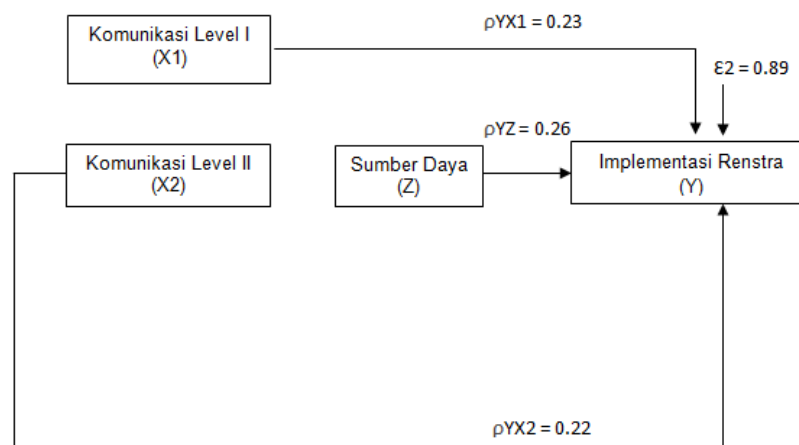 Komunikasi Level I
(X1)
ρYX1 = 0.23
Ɛ2 = 0.89
ρYZ = 0.26
Komunikasi Level II
(X2)
Sumber Daya
(Z)
Implementasi Renstra
(Y)
ρYX2 = 0.22